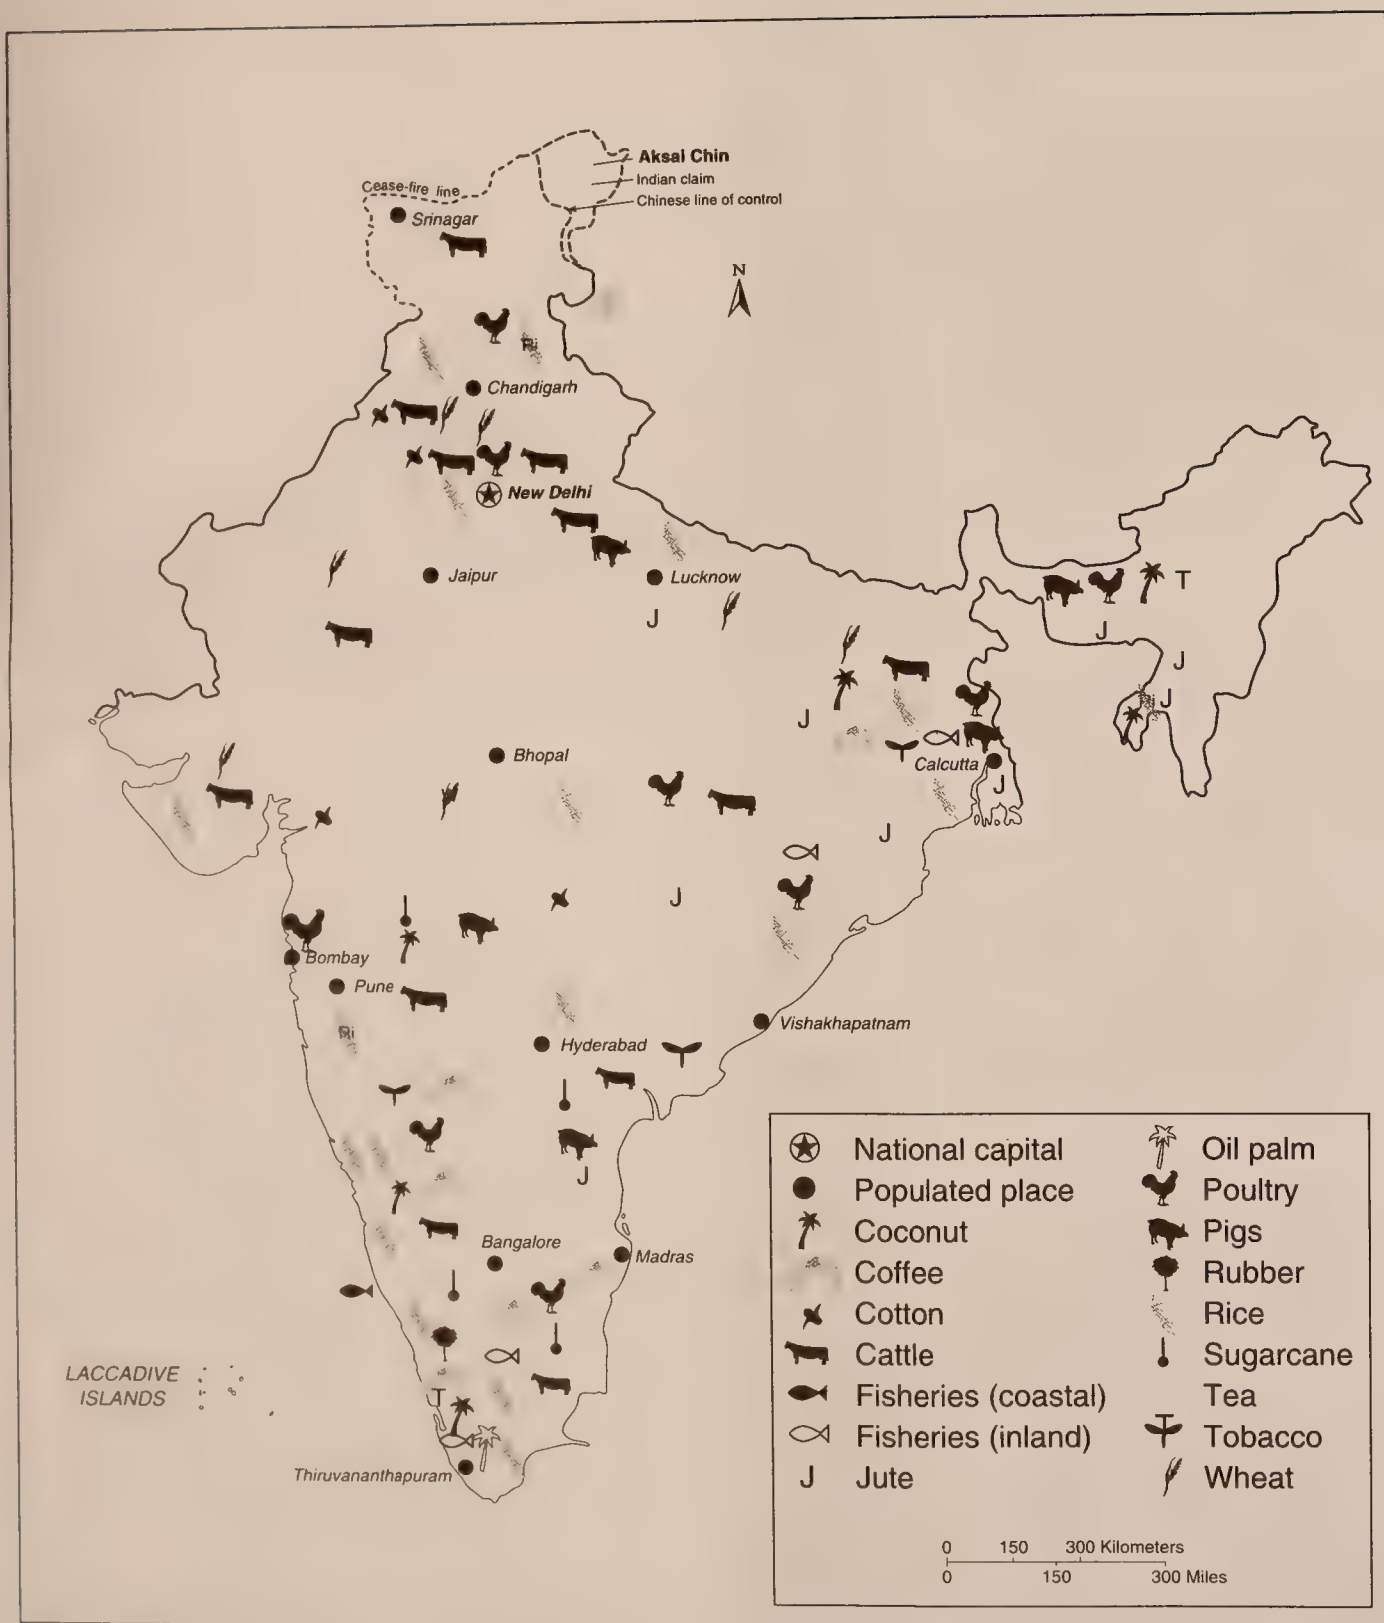 Aksai Chin
Indian claim
Chinese line of control
Cease-fire line
Srinagar
N
Ri
Chandigarh
New Delhi
Jaipur
Lucknow
T
J
J
J
J
J
Bhopal
Calcutta
J
J
J
Bombay
Pune
Ri
Hyderabad
Vishakhapatnam
J
Bangalore
Madras
LACCADIVE
ISLANDS
T
Thiruvananthapuram
National capital
Populated place
Coconut
Coffee
Cotton
Cattle
Fisheries (coastal)
Fisheries (inland)
J Jute
Oil palm
Poultry
Pigs
Rubber
Rice
Sugarcane
Tea
T
Tobacco
Wheat
0 150 300 Kilometers
0 150 300 Miles